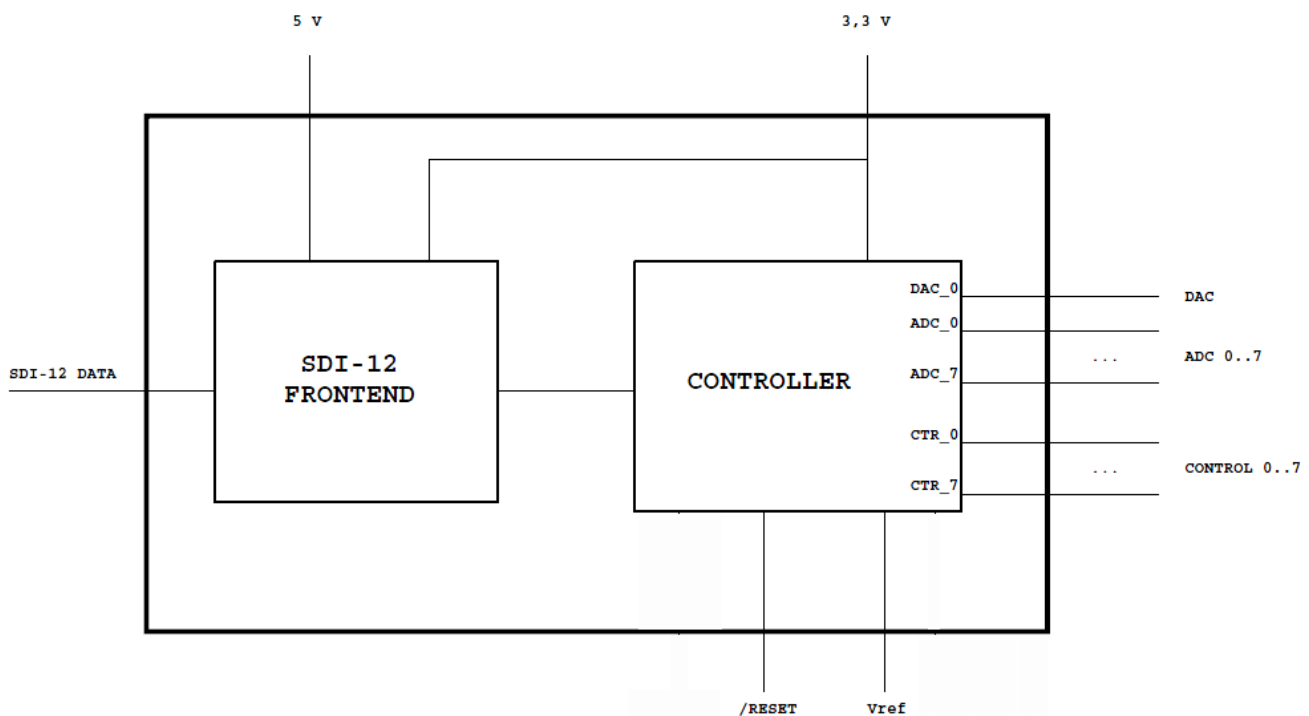 5 V
3,3 V
SDI-12 DATA
SDI-12
FRONTEND
CONTROLLER
DAC_0
ADC_0
ADC_7
CTR_0
CTR_7
DAC
... ADC 0..7
... CONTROL 0..7
/RESET
Vref